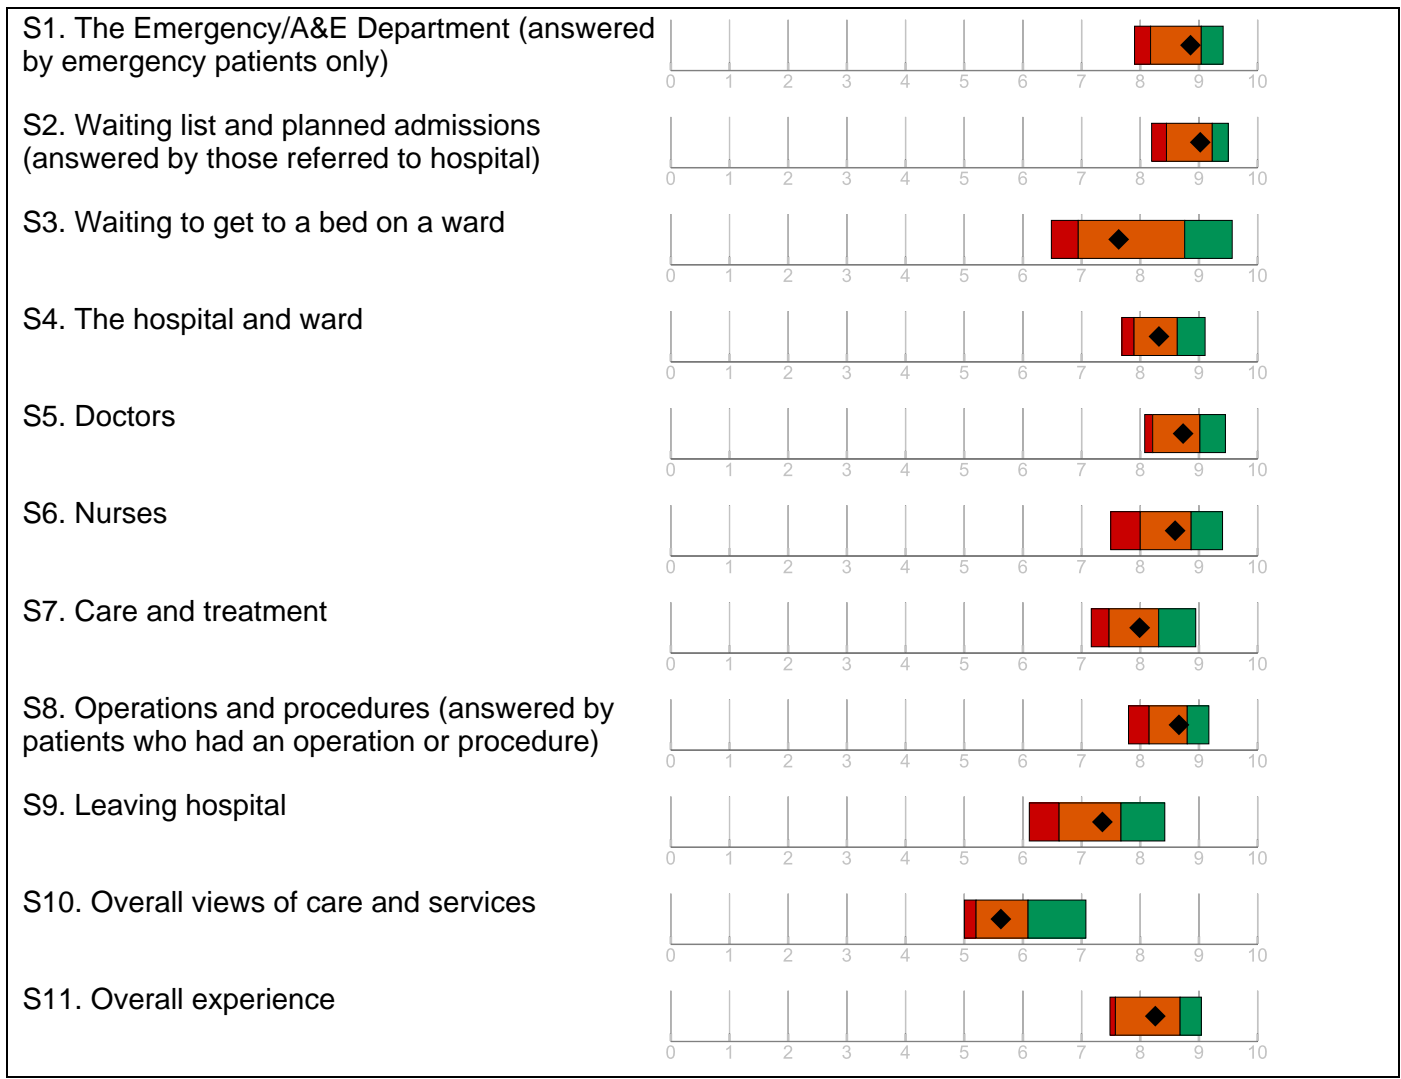 S1. The Emergency/A&E Department (answered
by emergency patients only)
0 1 2 3 4 5 6 7 8 9 10
S2. Waiting list and planned admissions
(answered by those referred to hospital)
0 1 2 3 4 5 6 7 8 9 10
S3. Waiting to get to a bed on a ward
0 1 2 3 4 5 6 7 8 9 10
S4. The hospital and ward
0 1 2 3 4 5 6 7 8 9 10
S5. Doctors
0 1 2 3 4 5 6 7 8 9 10
S6. Nurses
0 1 2 3 4 5 6 7 8 9 10
S7. Care and treatment
0 1 2 3 4 5 6 7 8 9 10
S8. Operations and procedures (answered by
patients who had an operation or procedure)
0 1 2 3 4 5 6 7 8 9 10
S9. Leaving hospital
0 1 2 3 4 5 6 7 8 9 10
S10. Overall views of care and services
0 1 2 3 4 5 6 7 8 9 10
S11. Overall experience
0 1 2 3 4 5 6 7 8 9 10